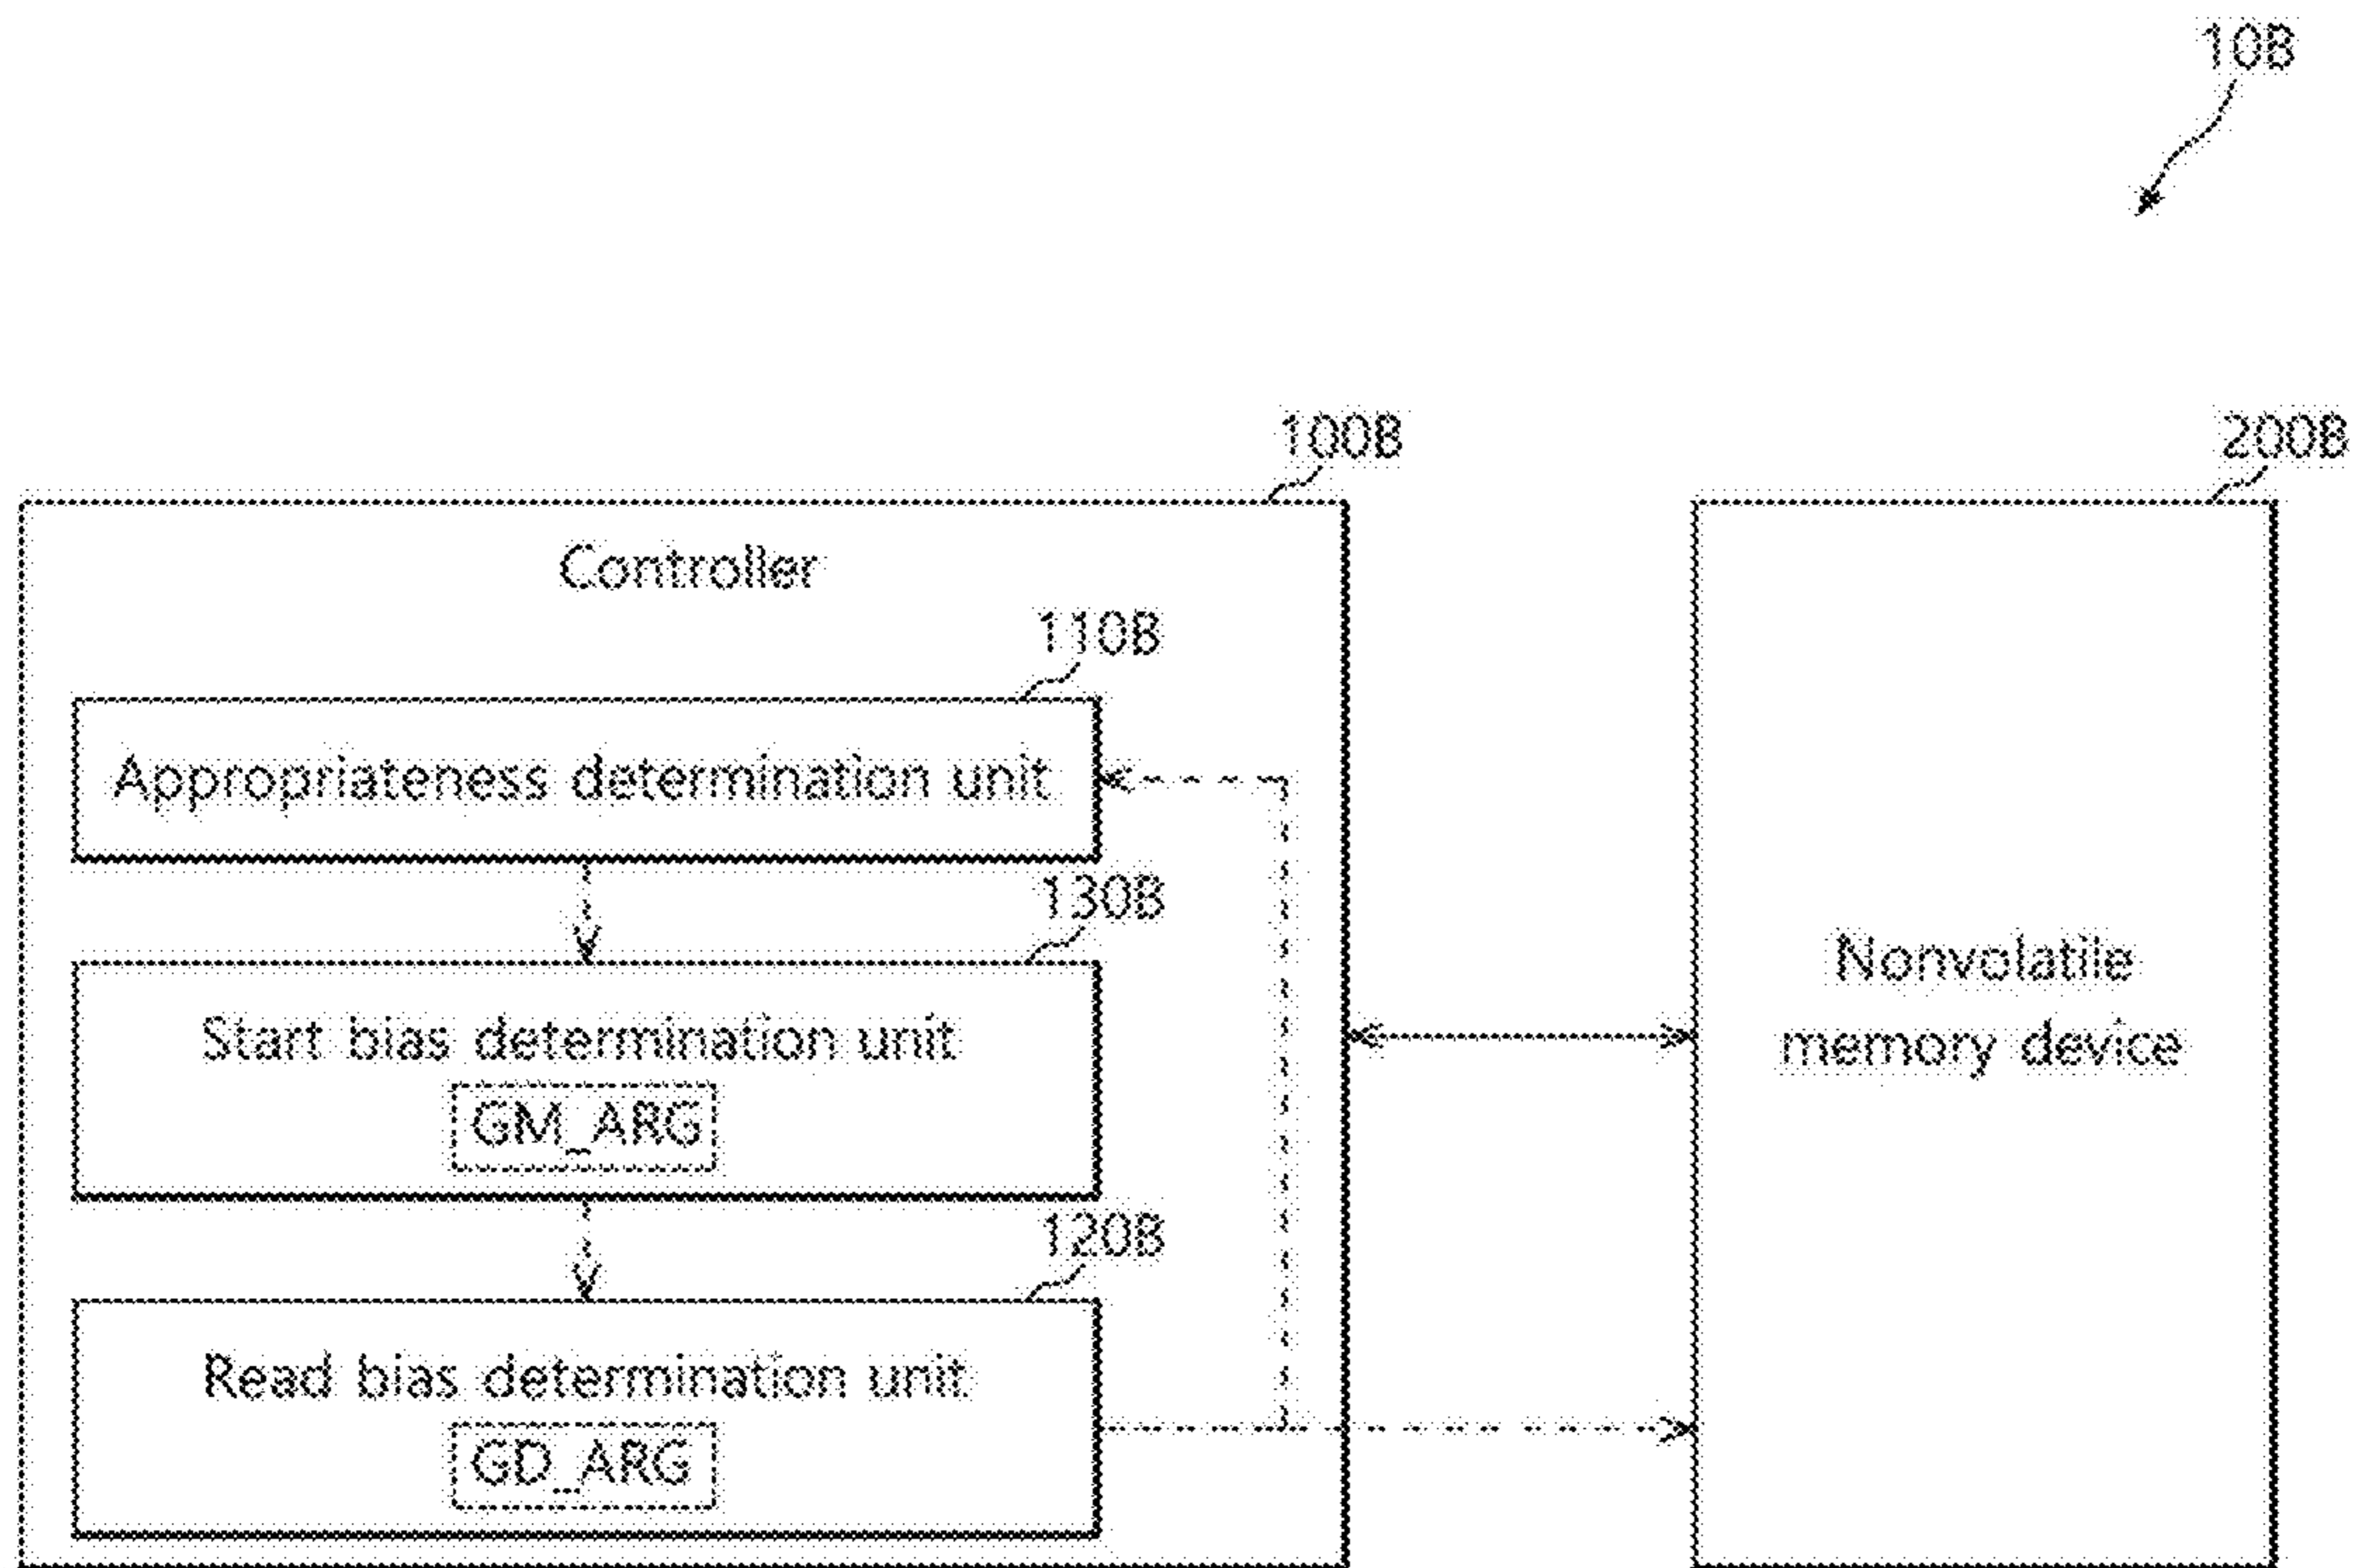 10B
100B
200B
Controller
110B
Appropriateness determination unit
130B
Start bias determination unit
GM_ARG
Nonvolatile
memory device
120B
Read bias determination unit
GD_ARG